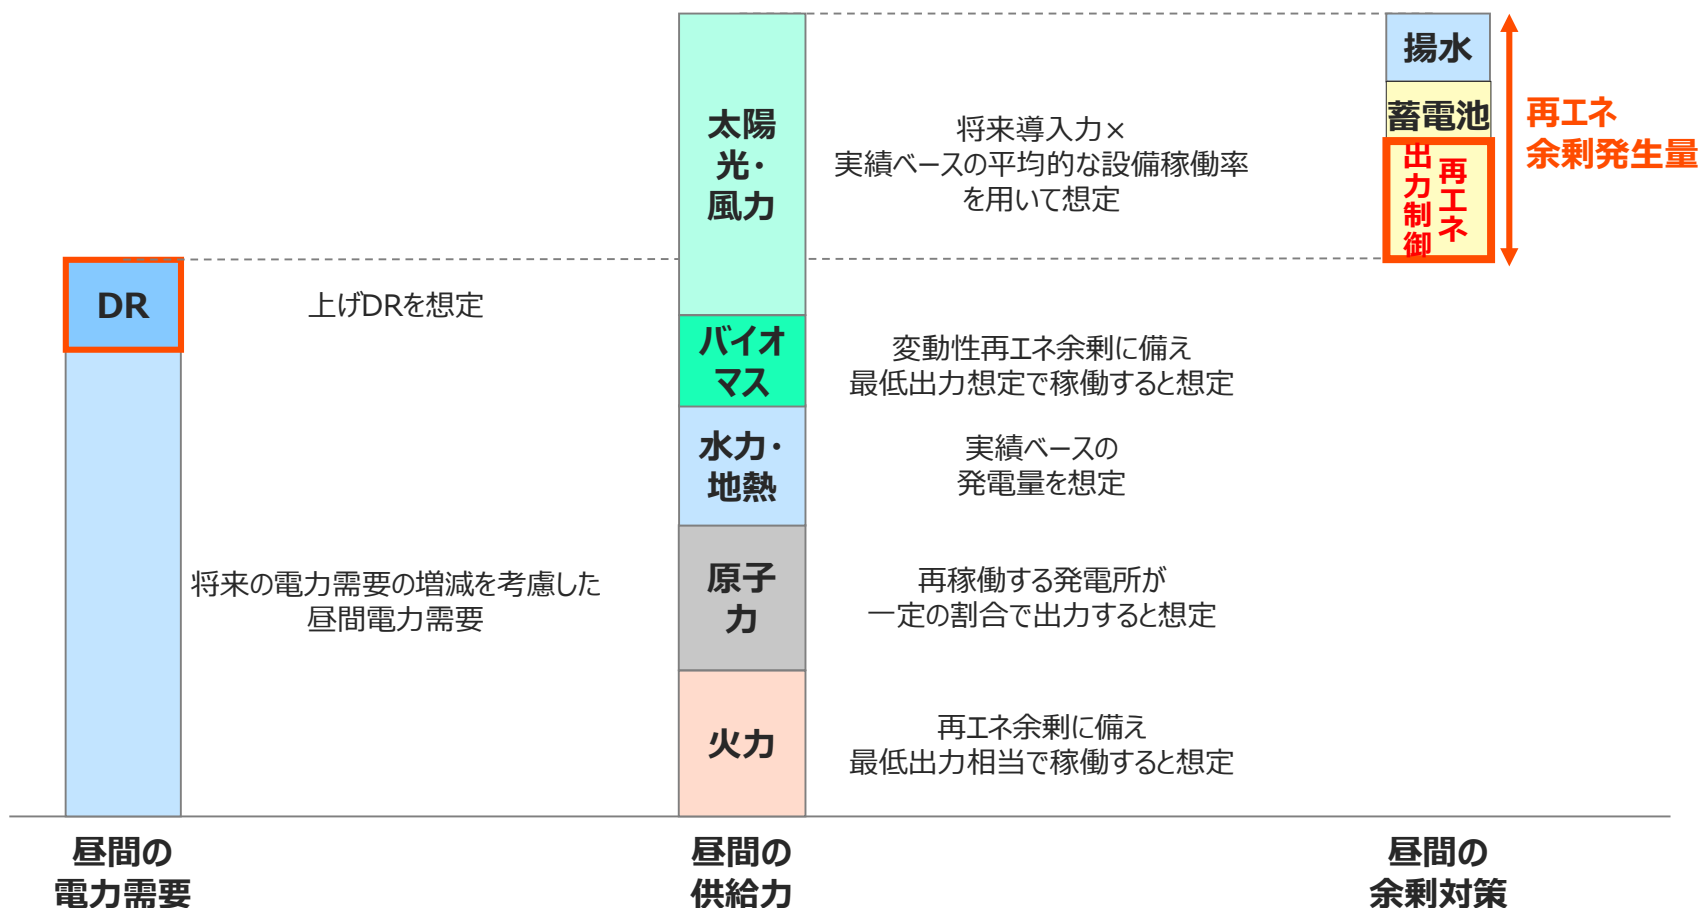 揚水
蓄電池
出力制御
再エネ
再エネ
余剰発生量
太陽
光・
風力
将来導入力×
実績ベースの平均的な設備稼働率
を用いて想定
DR
上げDRを想定
バイオ
マス
変動性再エネ余剰に備え
最低出力想定で稼働すると想定
水力・
地熱
実績ベースの
発電量を想定
将来の電力需要の増減を考慮した
昼間電力需要
原子
力
再稼働する発電所が
一定の割合で出力すると想定
火力
再エネ余剰に備え
最低出力相当で稼働すると想定
昼間の
電力需要
昼間の
供給力
昼間の
余剰対策